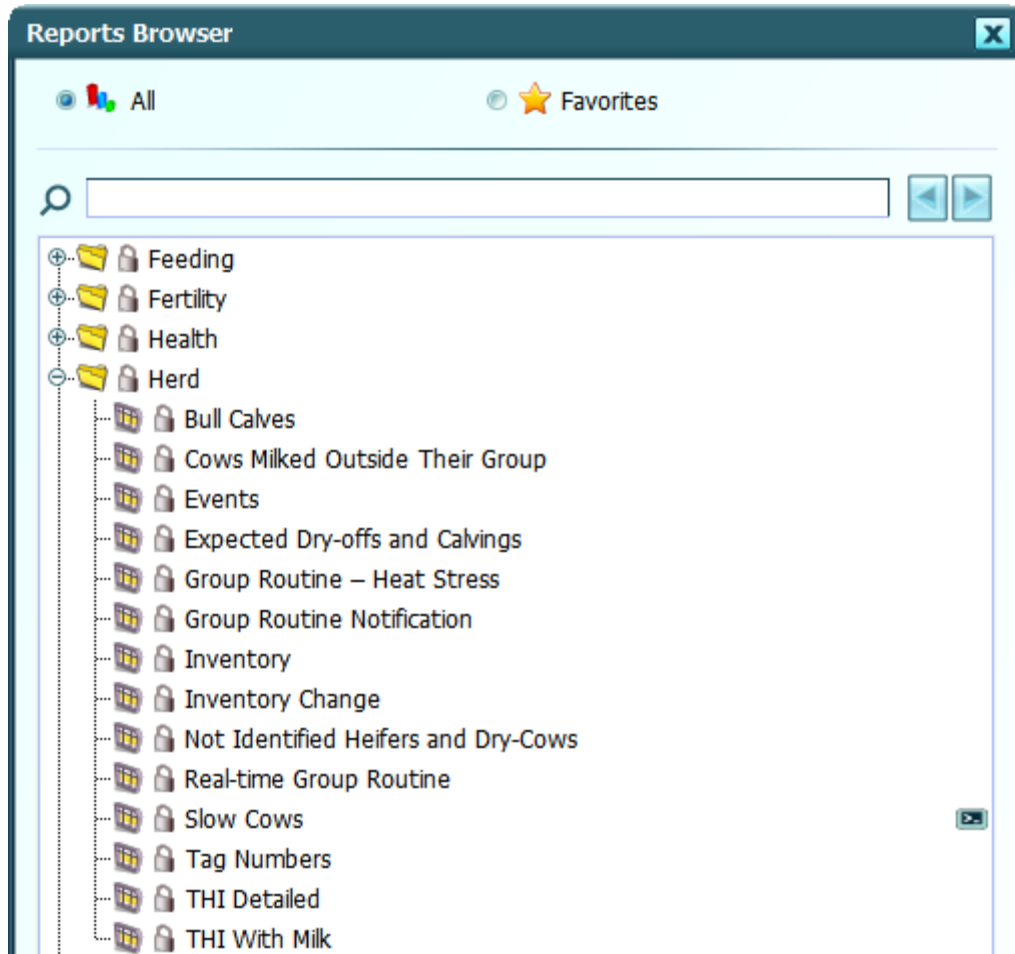 Reports Browser
All
Favorites
Feeding
Fertility
Health
Herd
Bull Calves
Cows Milked Outside Their Group
Events
Expected Dry-offs and Calvings
Group Routine – Heat Stress
Group Routine Notification
Inventory
Inventory Change
Not Identified Heifers and Dry-Cows
Real-time Group Routine
Slow Cows
Tag Numbers
THI Detailed
THI With Milk